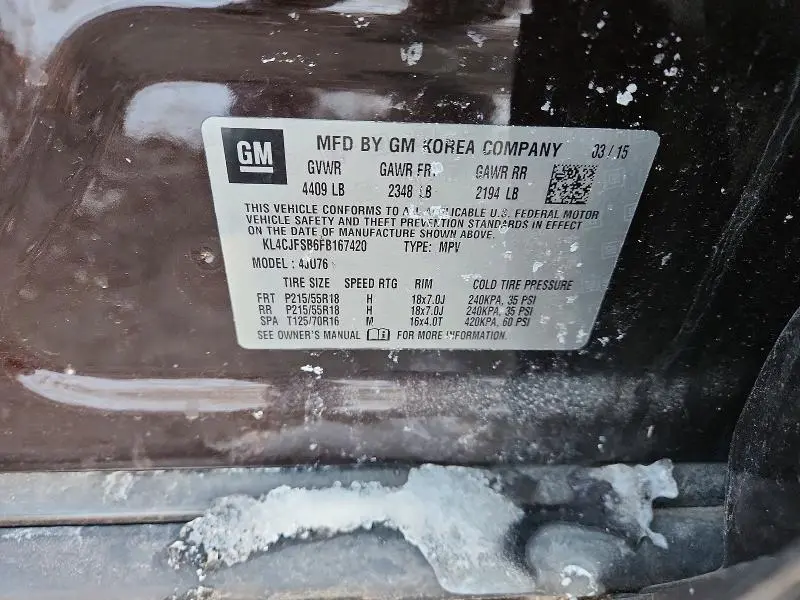 GM
MFD BY GM KOREA COMPANY 03 / 15
GVWR GAWR FRT GAWR RR
4409 LB 2348 LB 2194 LB
THIS VEHICLE CONFORMS TO ALL APPLICABLE U.S. FEDERAL MOTOR
VEHICLE SAFETY AND THEFT PREVENTION STANDARDS IN EFFECT
ON THE DATE OF MANUFACTURE SHOWN ABOVE.
KL4CJFSB6FB167420 TYPE: MPV
MODEL : 4JU76
TIRE SIZE SPEED RTG RIM COLD TIRE PRESSURE
FRT P215/55R18 H 18x7.0J 240KPA, 35 PSI
RR P215/55R18 H 18x7.0J 240KPA, 35 PSI
SPA T125/70R16 M 16x4.0T 420KPA, 60 PSI
SEE OWNER'S MANUAL FOR MORE INFORMATION.